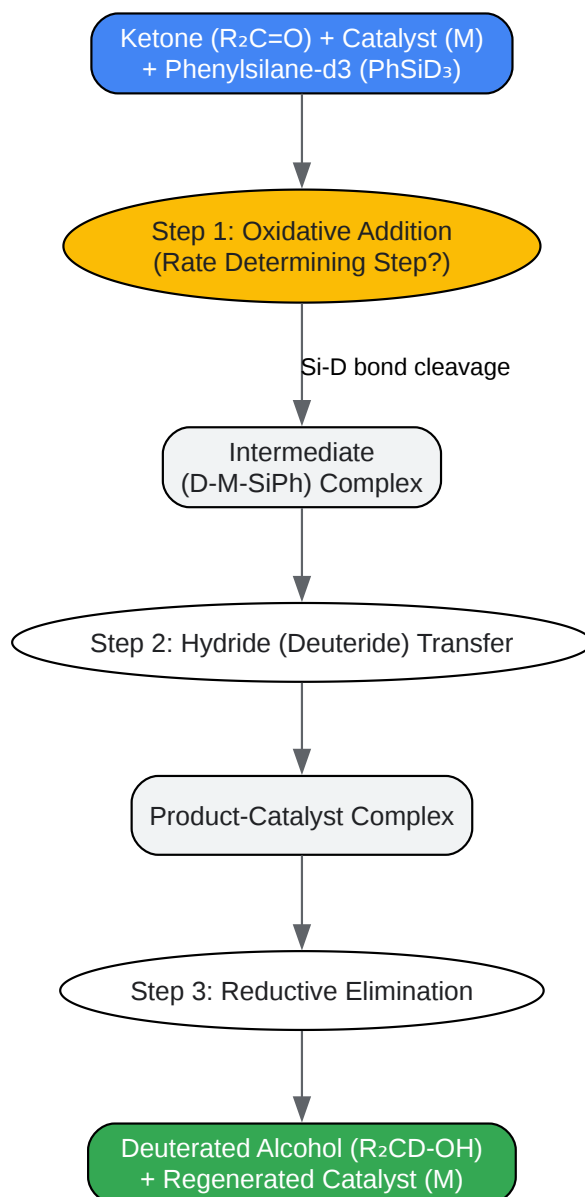 Ketone (R₂C=O) + Catalyst (M)
+ Phenylsilane-d3 (PhSiD₃)
Step 1: Oxidative Addition
(Rate Determining Step?)
Si-D bond cleavage
Intermediate
(D-M-SiPh) Complex
Step 2: Hydride (Deuteride) Transfer
Product-Catalyst Complex
Step 3: Reductive Elimination
Deuterated Alcohol (R₂CD-OH)
+ Regenerated Catalyst (M)